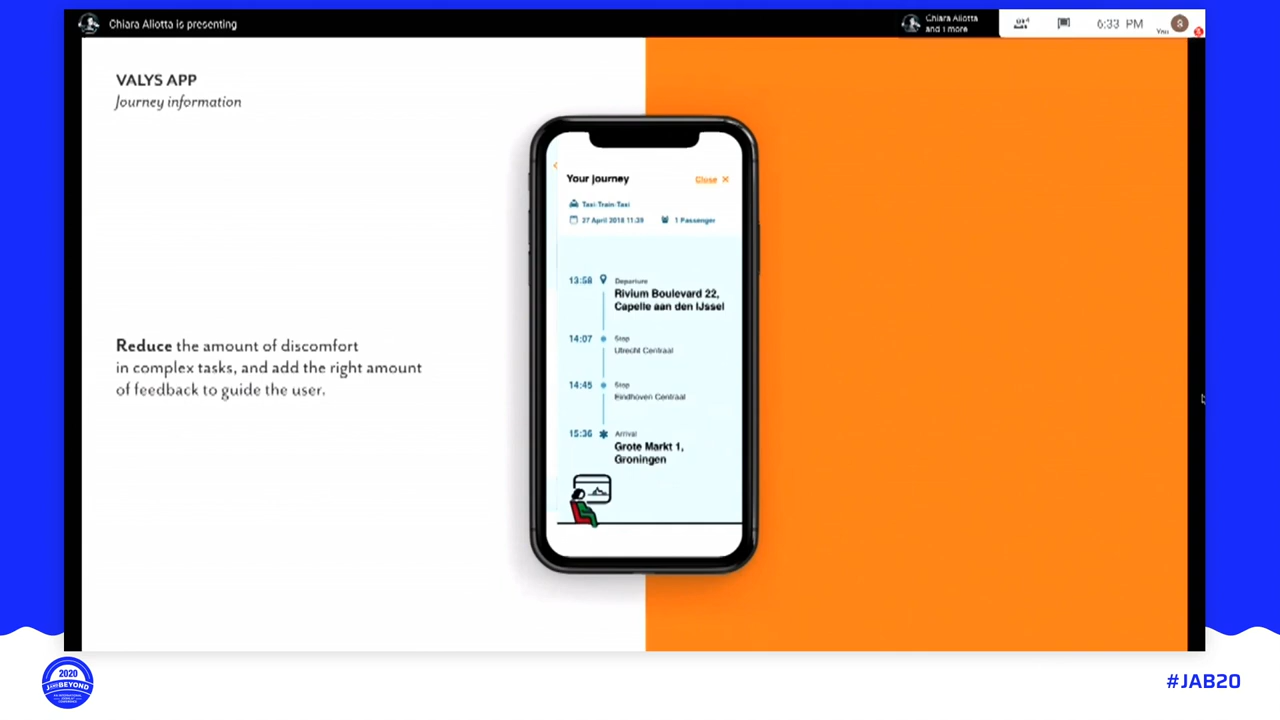 Chiara Aliotta is presenting
Chiara Aliotta
and 1 more
6:33 PM
You
S
VALYS APP
Journey information
Reduce the amount of discomfort
in complex tasks, and add the right amount
of feedback to guide the user.
Your journey
Close ×
Taxi-Train-Taxi
27 April 2018 11:39
1 Passenger
13:58
Departure
Rivium Boulevard 22,
Capelle aan den IJssel
14:07
Stop
Utrecht Centraal
14:45
Stop
Eindhoven Centraal
15:36
Arrival
Grote Markt 1,
Groningen
2020
JANDBEYOND
#JAB20